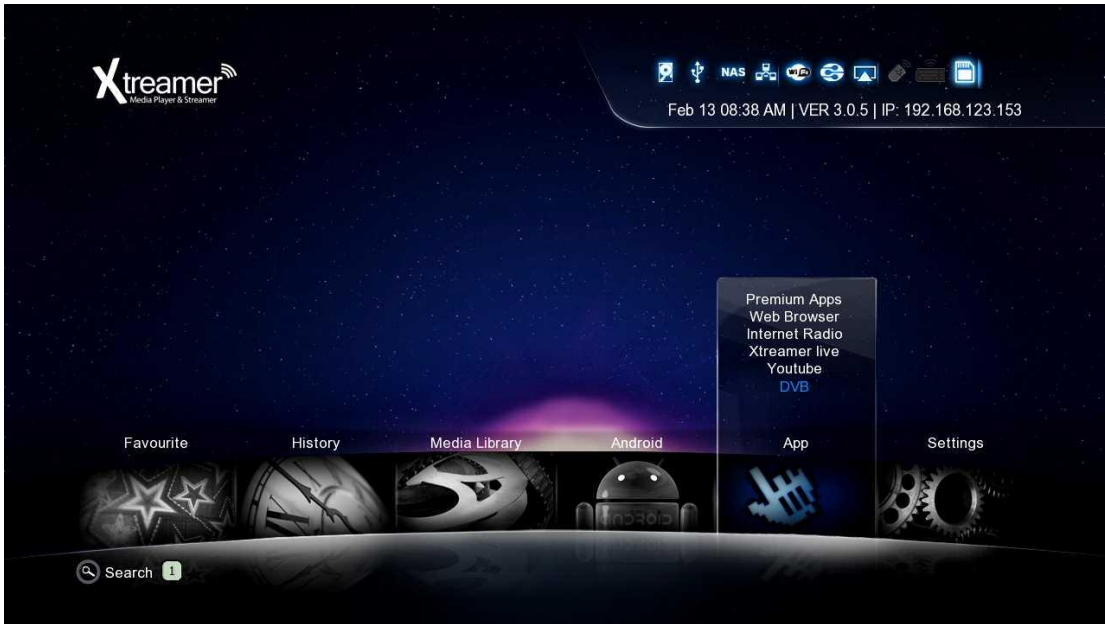 Xtreamer
Media Player & Streamer
NAS
WiFi
Feb 13 08:38 AM | VER 3.0.5 | IP: 192.168.123.153
Premium Apps
Web Browser
Internet Radio
Xtreamer live
Youtube
DVB
Favourite
History
Media Library
Android
App
Settings
ANDROID
Search 1